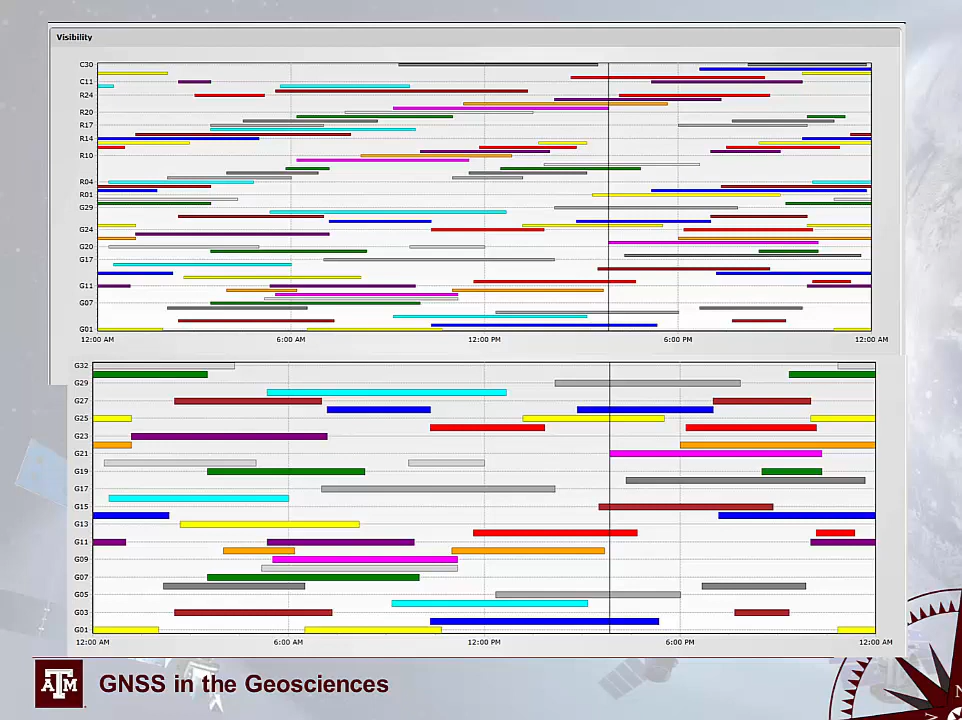 Visibility
C30
C11
R24
R20
R17
R14
R10
R04
R01
G29
G24
G20
G17
G11
G07
G01
12:00 AM 6:00 AM 12:00 PM 6:00 PM 12:00 AM
G32
G29
G27
G25
G23
G21
G19
G17
G15
G13
G11
G09
G07
G05
G03
G01
12:00 AM 6:00 AM 12:00 PM 6:00 PM 12:00 AM
ATM GNSS in the Geosciences
N